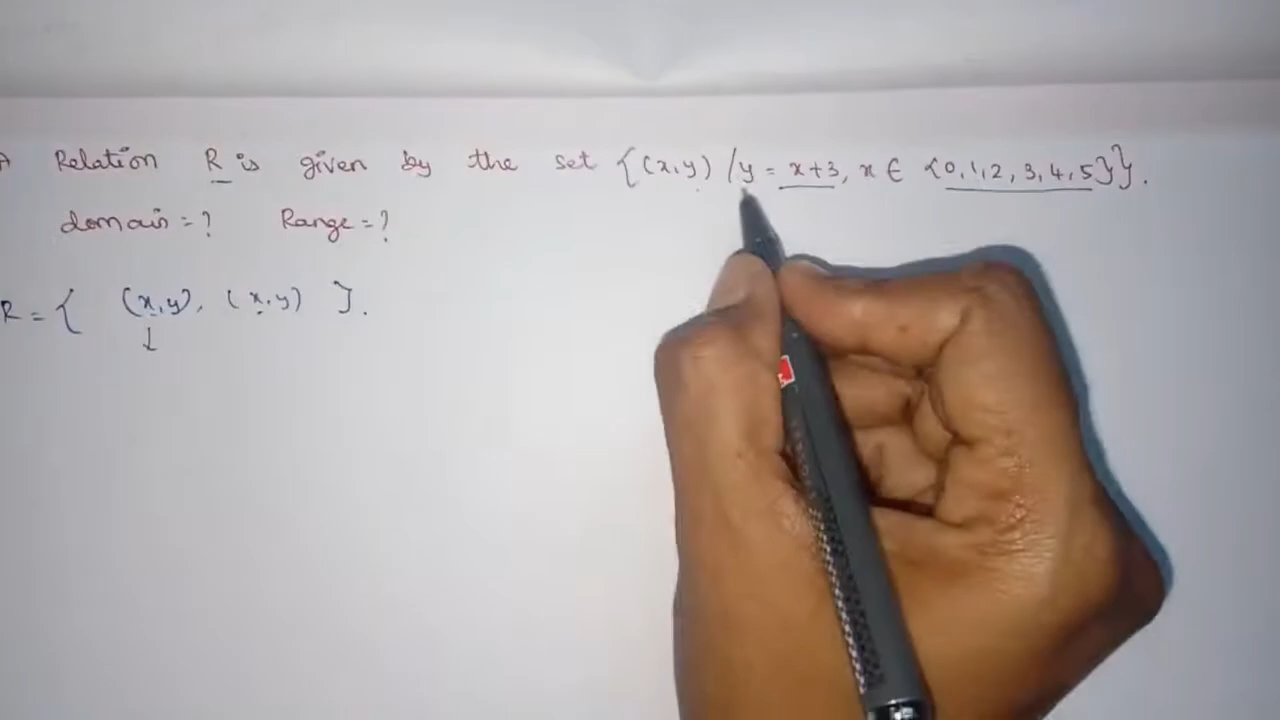 A Relation R is given by the set {(x,y) /y = x+3, x ∈ {0,1,2,3,4,5}}.
domain = ? Range = ?
R = { (x,y), (x,y) }.